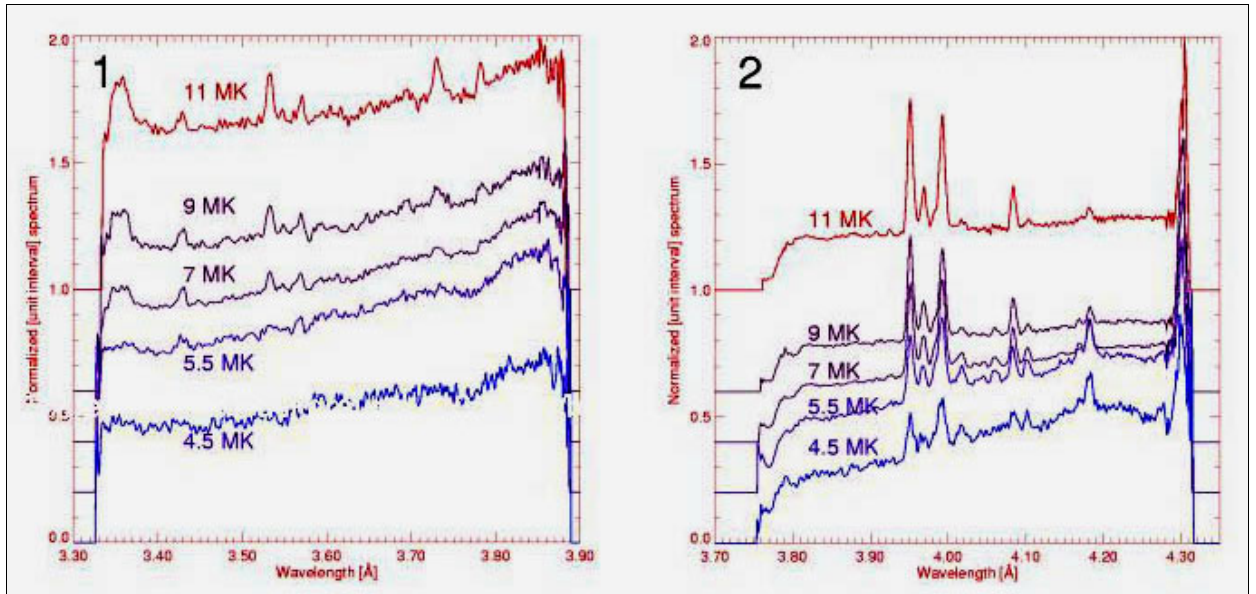 1
2.0
1.5
1.0
0.5
0.0
11 MK
9 MK
7 MK
5.5 MK
4.5 MK
3.30 3.40 3.50 3.60 3.70 3.80 3.90
Wavelength [Å]
Normalized [unit interval] spectrum
2
2.0
1.5
1.0
0.5
0.0
11 MK
9 MK
7 MK
5.5 MK
4.5 MK
3.70 3.80 3.90 4.00 4.10 4.20 4.30
Wavelength [Å]
Normalized [unit interval] spectrum